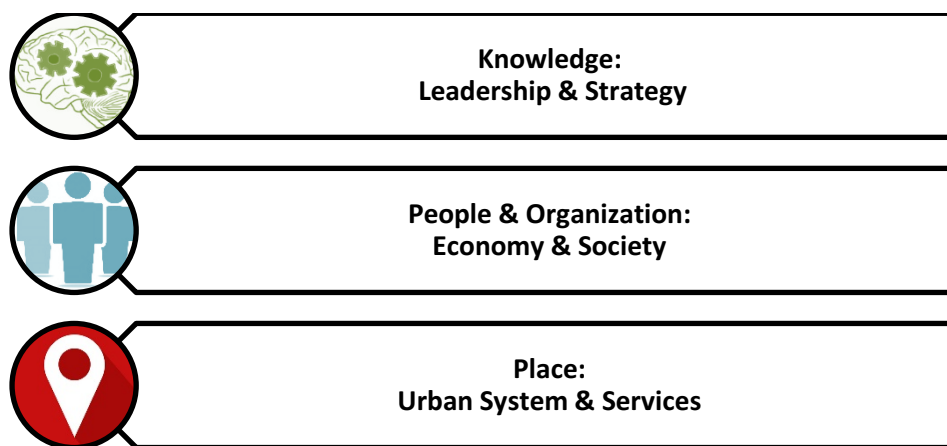 Knowledge:
Leadership & Strategy
People & Organization:
Economy & Society
Place:
Urban System & Services